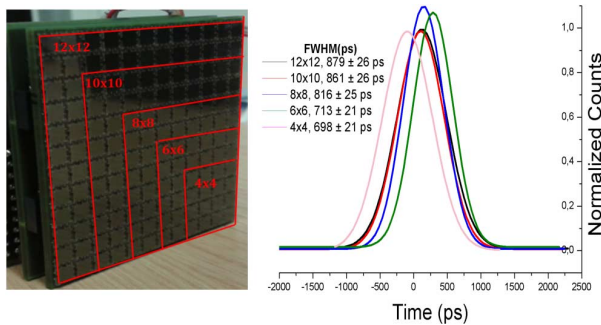 12x12
10x10
8x8
6x6
4x4
FWHM(ps)
12x12, 879 ± 26 ps
10x10, 861 ± 26 ps
8x8, 816 ± 25 ps
6x6, 713 ± 21 ps
4x4, 698 ± 21 ps
1,0
0,8
0,6
0,4
0,2
0,0
Normalized Counts
-2000 -1500 -1000 -500 0 500 1000 1500 2000 2500
Time (ps)